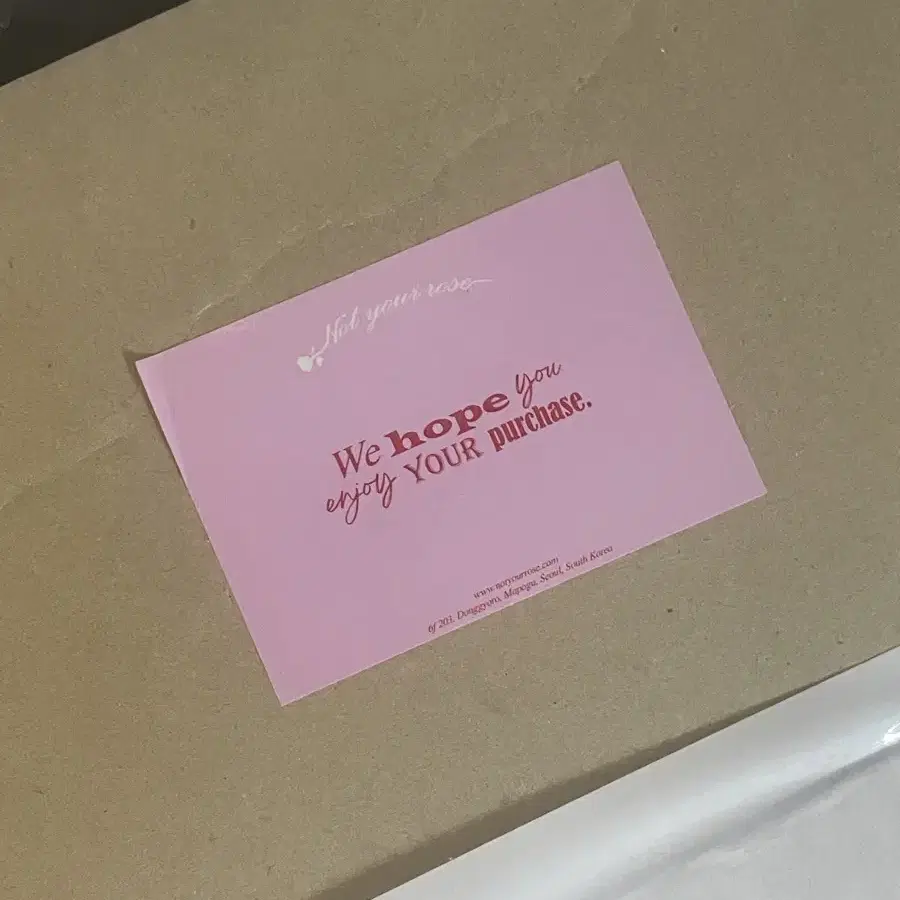 Not your rose
We hope you
enjoy YOUR purchase.
www.notyourrose.com
6f 203, Donggyoro, Mapogu, Seoul, South Korea